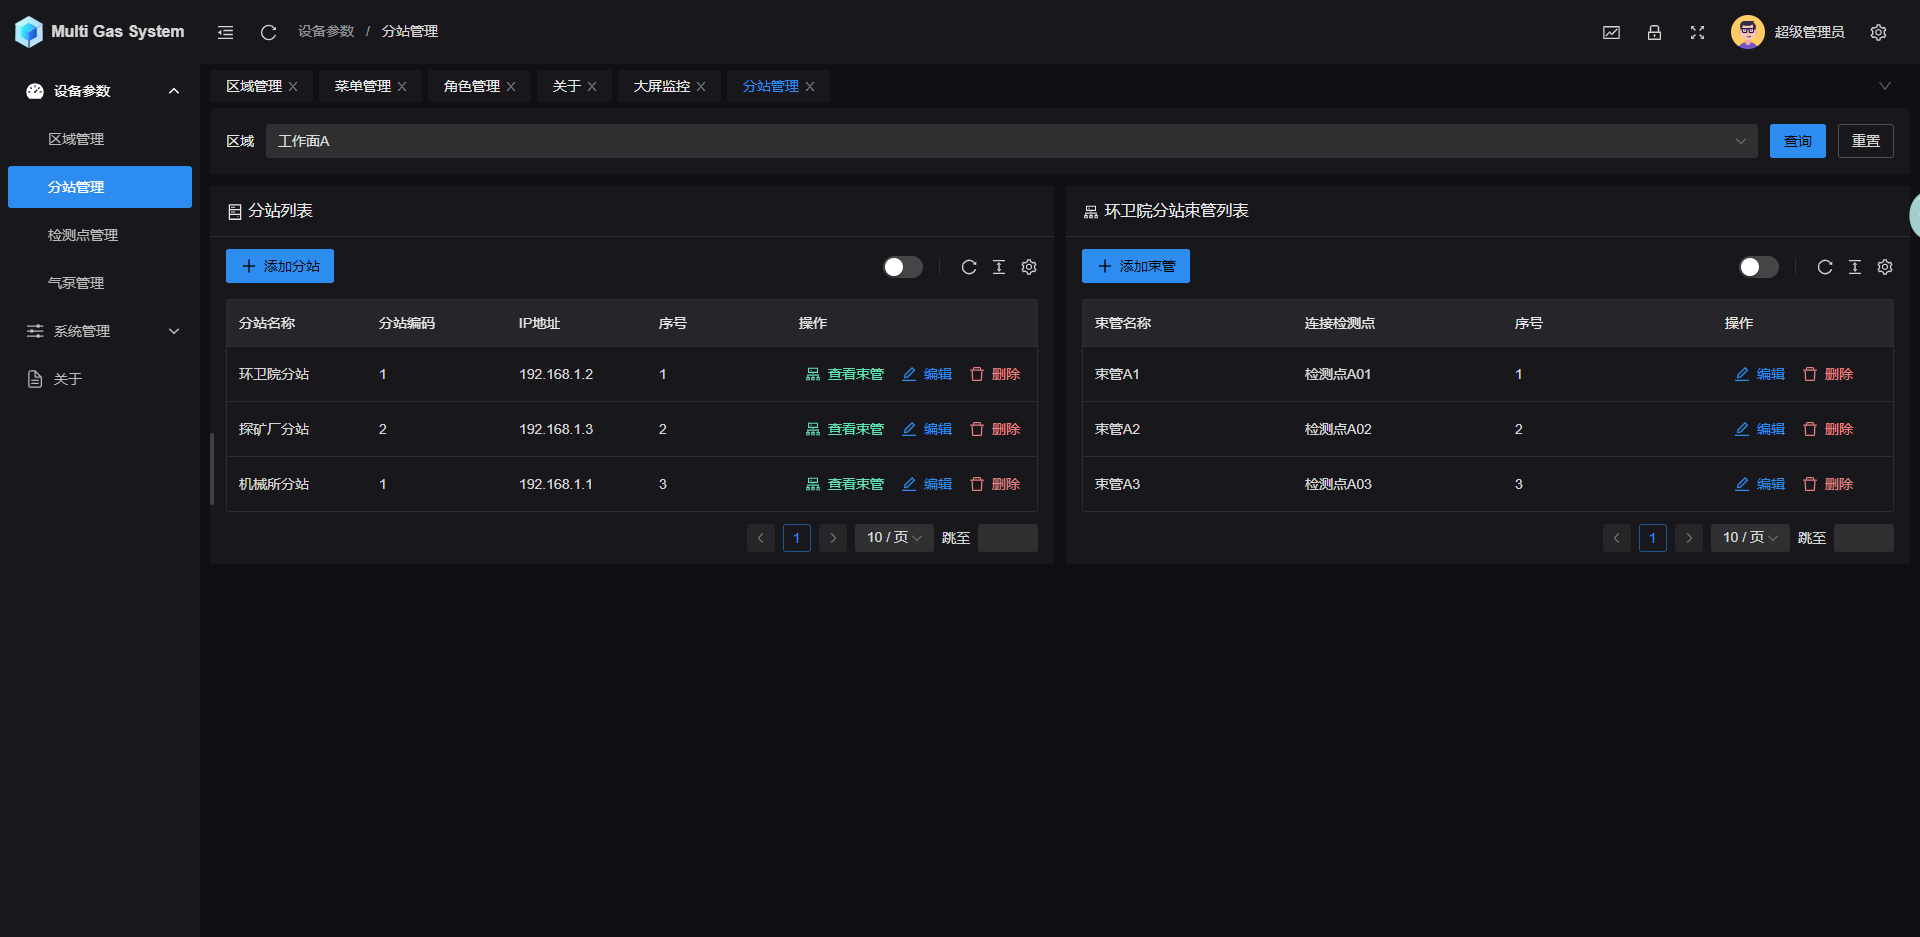 Multi Gas System
设备参数 / 分站管理
超级管理员
设备参数
区域管理
分站管理
检测点管理
气泵管理
系统管理
关于
区域管理 菜单管理 角色管理 关于 大屏监控 分站管理
区域 工作面A 查询 重置
分站列表
添加分站
分站名称 分站编码 IP地址 序号 操作
环卫院分站 1 192.168.1.2 1 查看束管 编辑 删除
探矿厂分站 2 192.168.1.3 2 查看束管 编辑 删除
机械所分站 1 192.168.1.1 3 查看束管 编辑 删除
1 10 / 页 跳至
环卫院分站束管列表
添加束管
束管名称 连接检测点 序号 操作
束管A1 检测点A01 1 编辑 删除
束管A2 检测点A02 2 编辑 删除
束管A3 检测点A03 3 编辑 删除
1 10 / 页 跳至